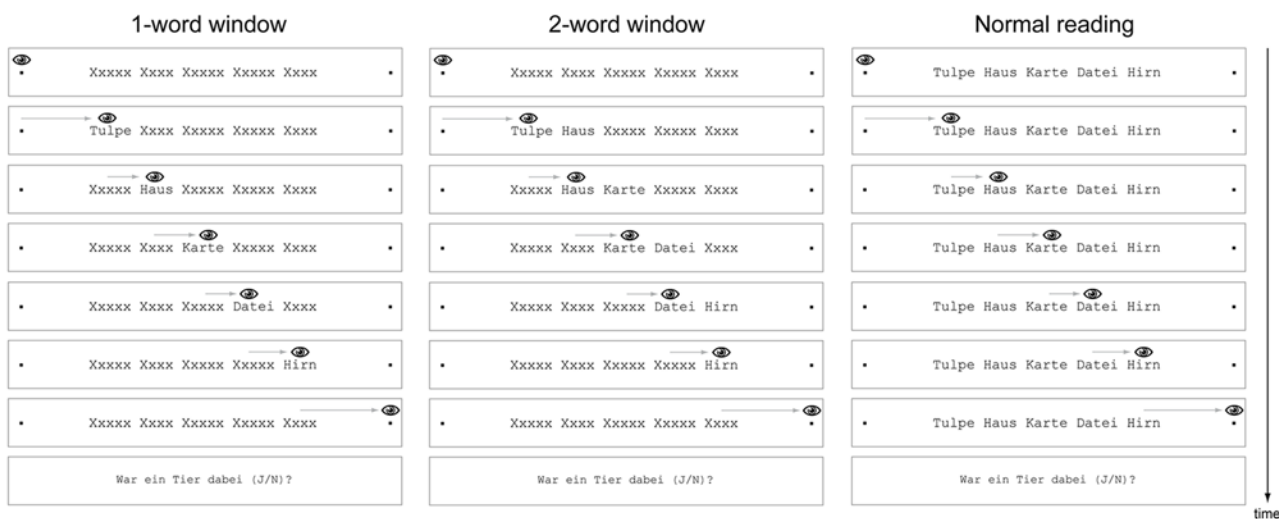 1-word window 2-word window Normal reading
Xxxxx Xxxx Xxxxx Xxxxx Xxxx Xxxxx Xxxx Xxxxx Xxxxx Xxxx Tulpe Haus Karte Datei Hirn
Tulpe Xxxx Xxxxx Xxxxx Xxxx Tulpe Haus Xxxxx Xxxxx Xxxx Tulpe Haus Karte Datei Hirn
Xxxxx Haus Xxxxx Xxxxx Xxxx Xxxxx Haus Karte Xxxxx Xxxx Tulpe Haus Karte Datei Hirn
Xxxxx Xxxx Karte Xxxxx Xxxx Xxxxx Xxxx Karte Datei Xxxx Tulpe Haus Karte Datei Hirn
Xxxxx Xxxx Xxxxx Datei Xxxx Xxxxx Xxxx Xxxxx Datei Hirn Tulpe Haus Karte Datei Hirn
Xxxxx Xxxx Xxxxx Xxxxx Hirn Xxxxx Xxxx Xxxxx Xxxxx Hirn Tulpe Haus Karte Datei Hirn
Xxxxx Xxxx Xxxxx Xxxxx Xxxx Xxxxx Xxxx Xxxxx Xxxxx Xxxx Tulpe Haus Karte Datei Hirn
War ein Tier dabei (J/N)? War ein Tier dabei (J/N)? War ein Tier dabei (J/N)?
time